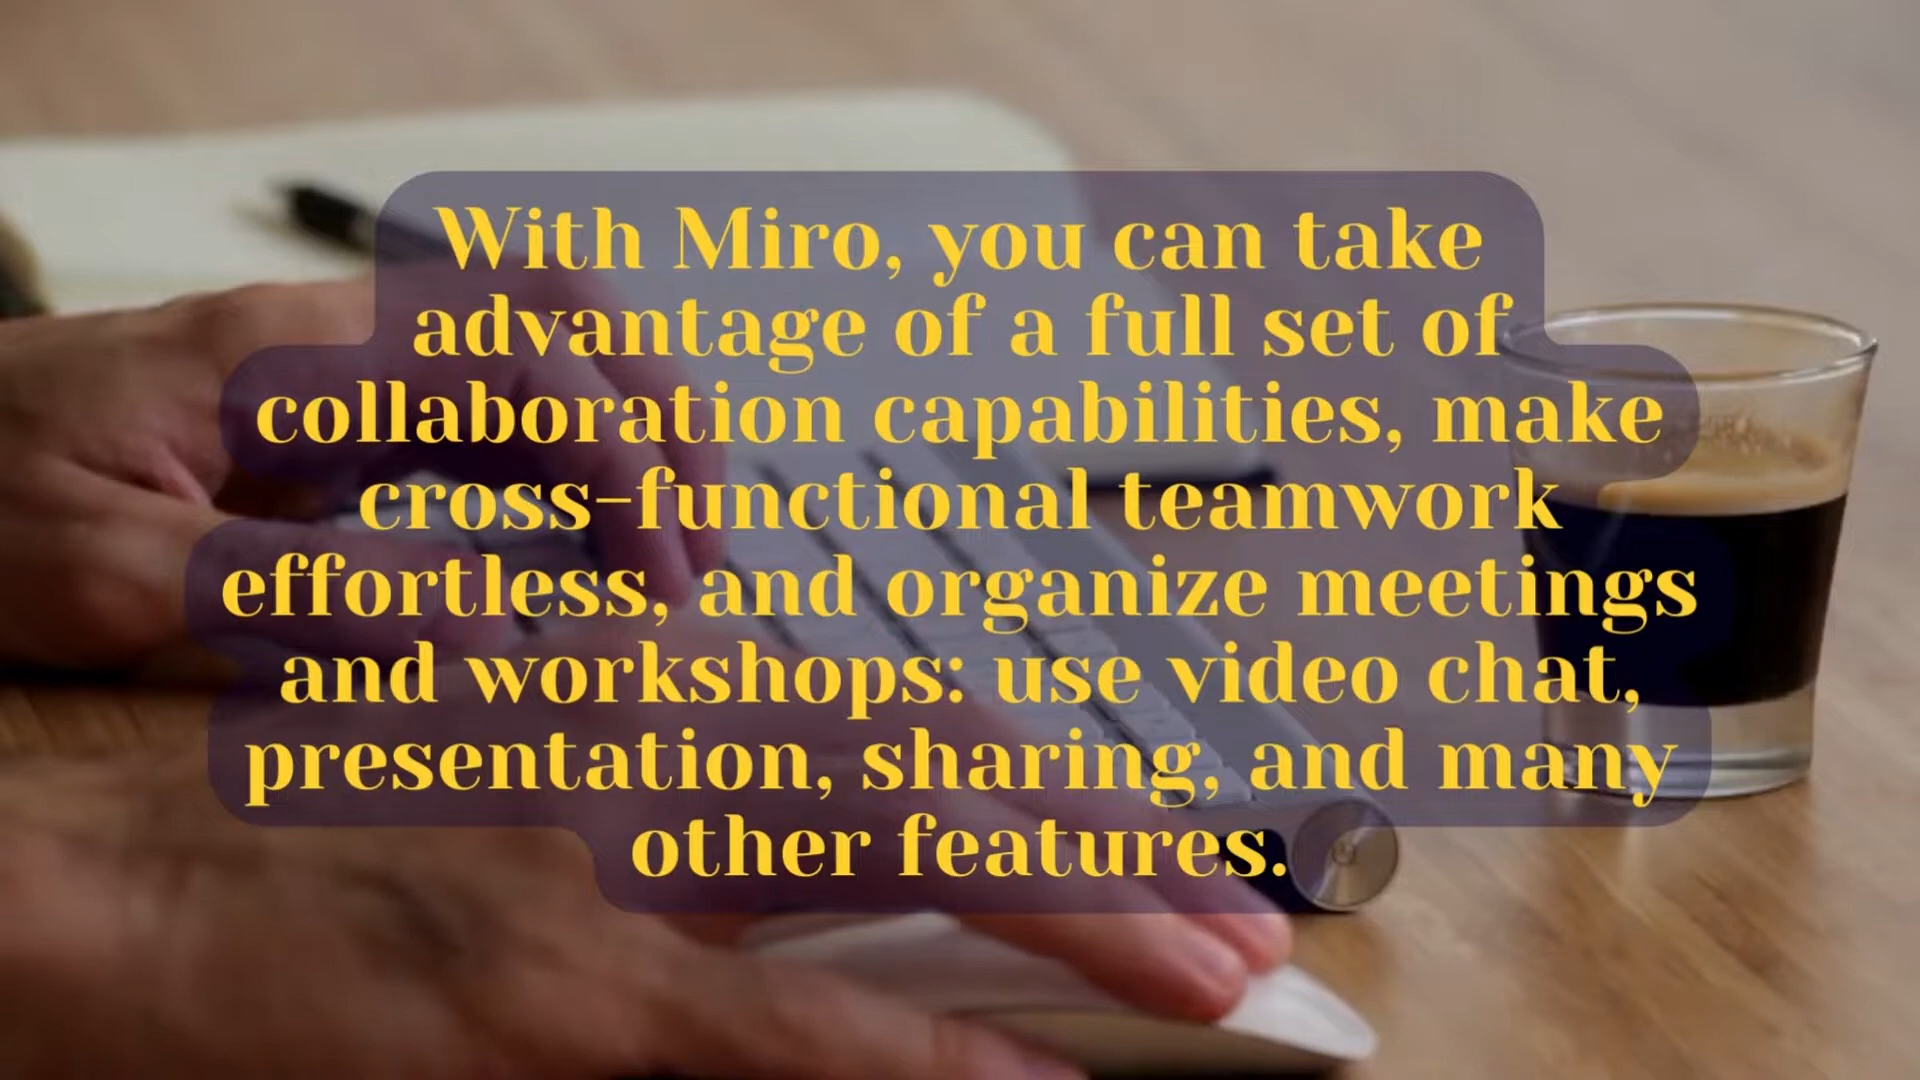 With Miro, you can take
advantage of a full set of
collaboration capabilities, make
cross-functional teamwork
effortless, and organize meetings
and workshops: use video chat,
presentation, sharing, and many
other features.